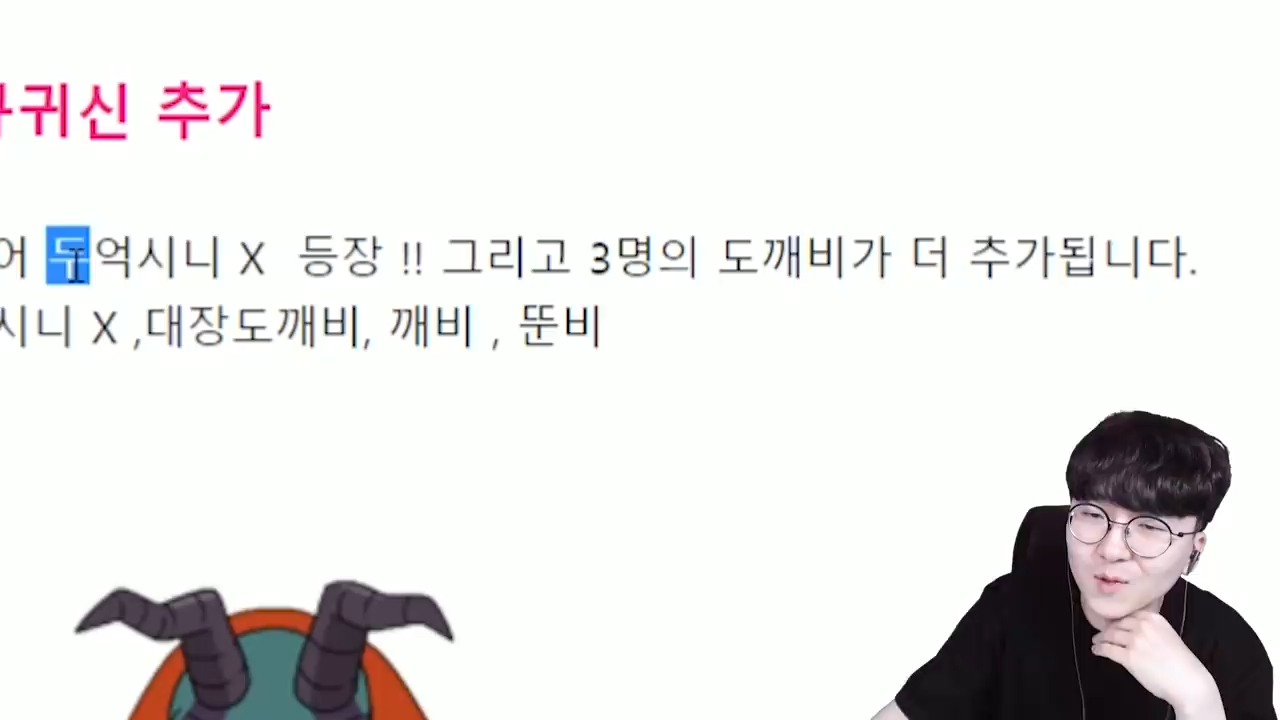 귀신 추가
어 두억시니 X 등장 !! 그리고 3명의 도깨비가 더 추가됩니다.
시니 X ,대장도깨비, 깨비 , 뚠비